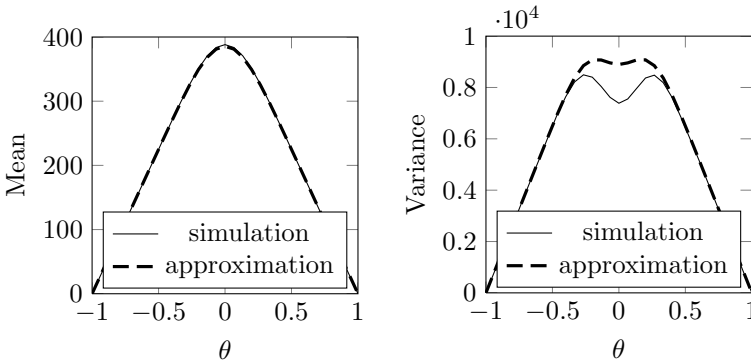 400
300
200
100
0
−1
−0.5
0
0.5
1
Mean
θ
simulation
approximation
·10⁴
1
0.8
0.6
0.4
0.2
0
−1
−0.5
0
0.5
1
Variance
θ
simulation
approximation